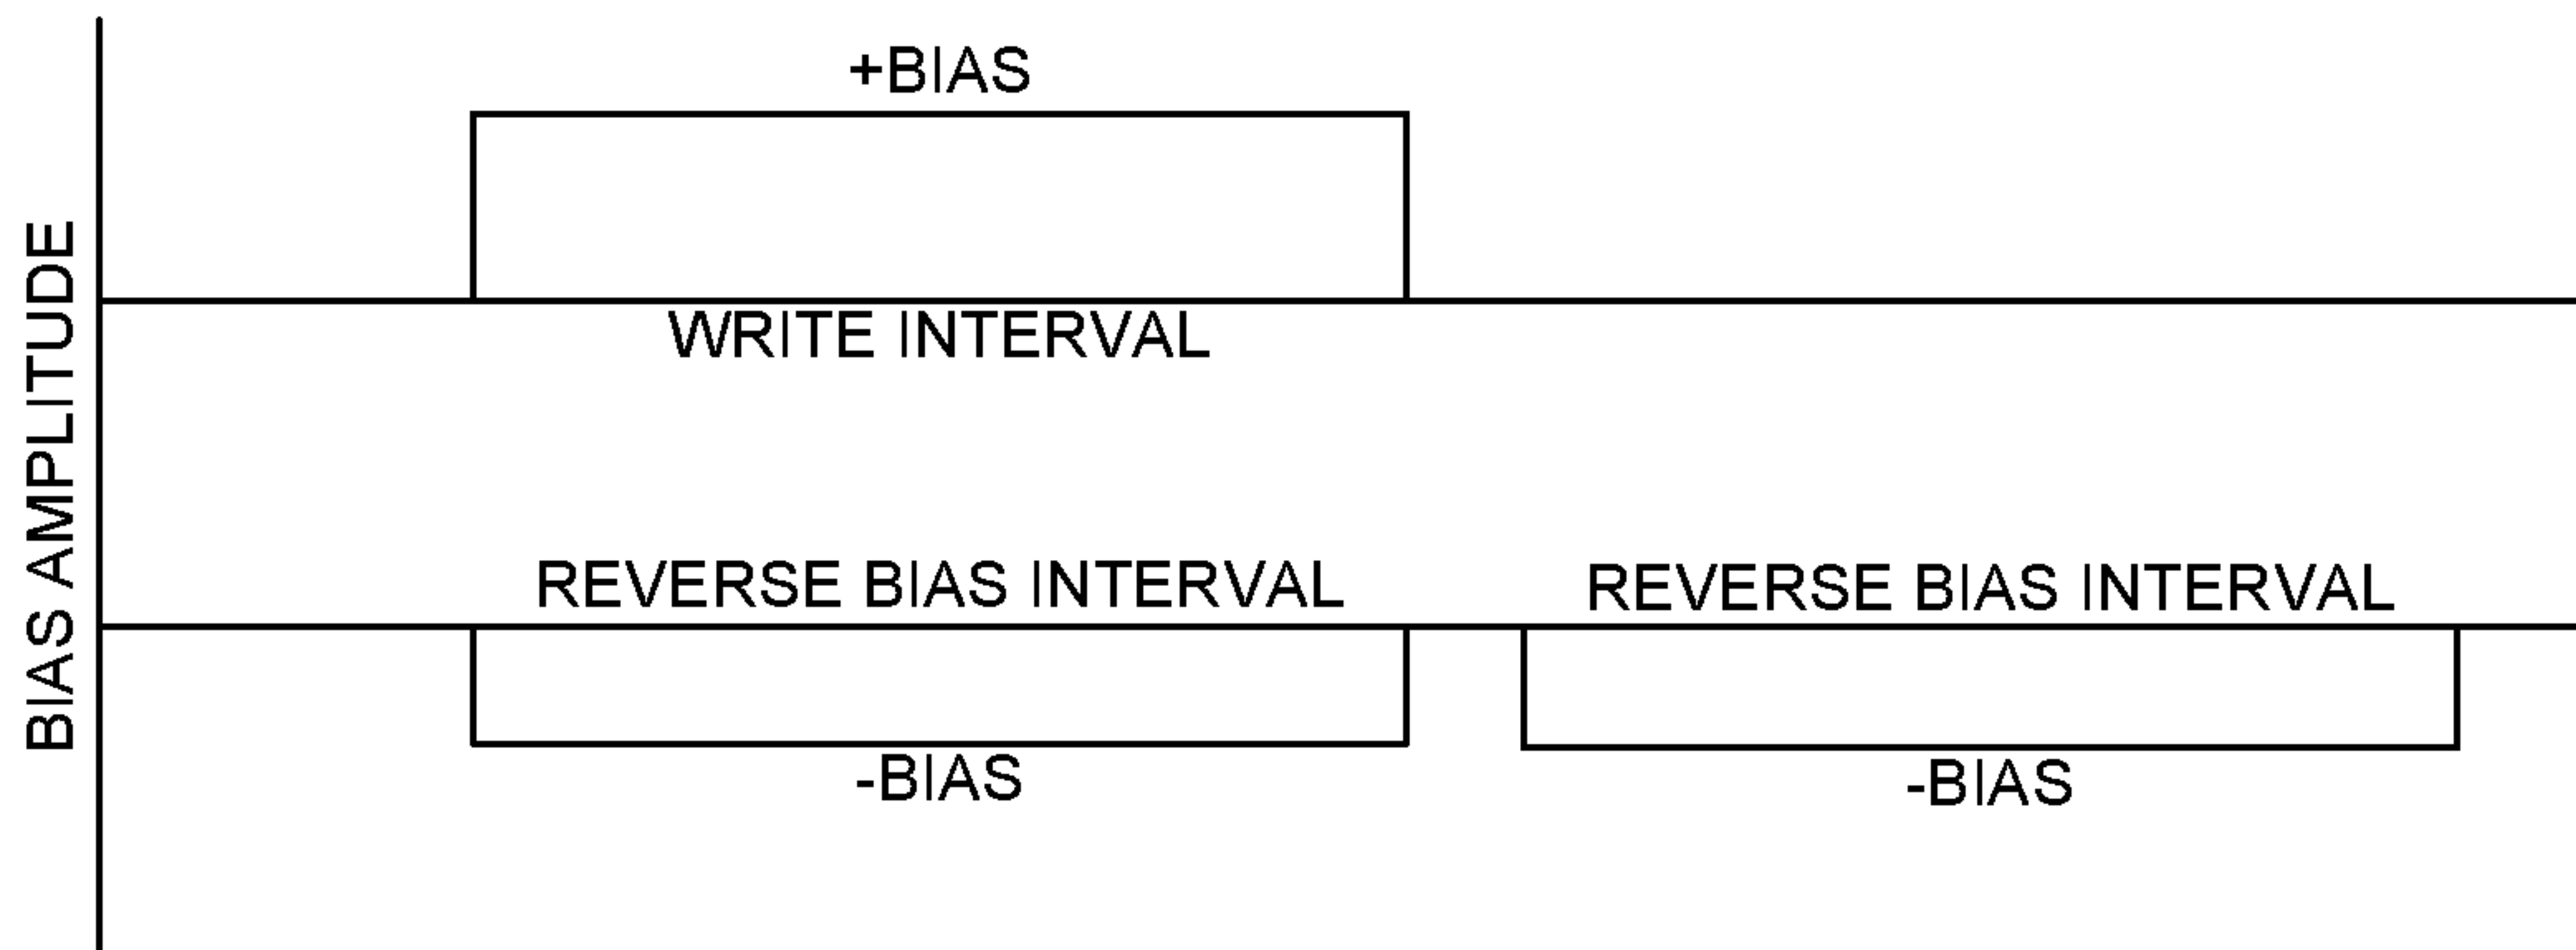 +BIAS
WRITE INTERVAL
BIAS AMPLITUDE
REVERSE BIAS INTERVAL
REVERSE BIAS INTERVAL
-BIAS
-BIAS